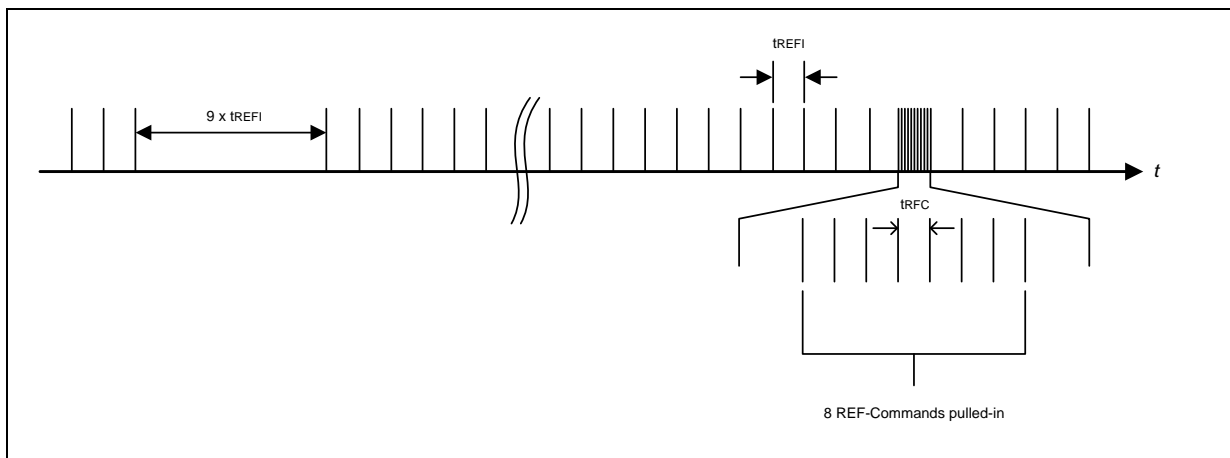 tREFI
9 x tREFI
t
tRFC
8 REF-Commands pulled-in